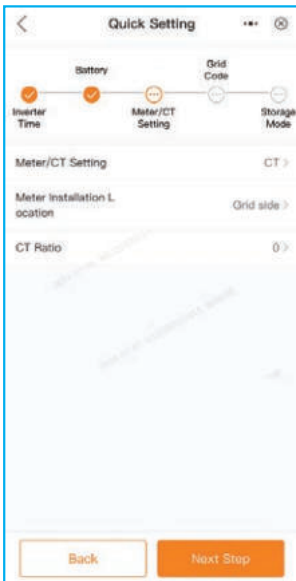 Quick Setting
Battery
Grid
Code
Inverter
Time
Meter/CT
Setting
Storage
Mode
Meter/CT Setting
CT
Meter Installation L
ocation
Grid side
CT Ratio
0
Back
Next Step